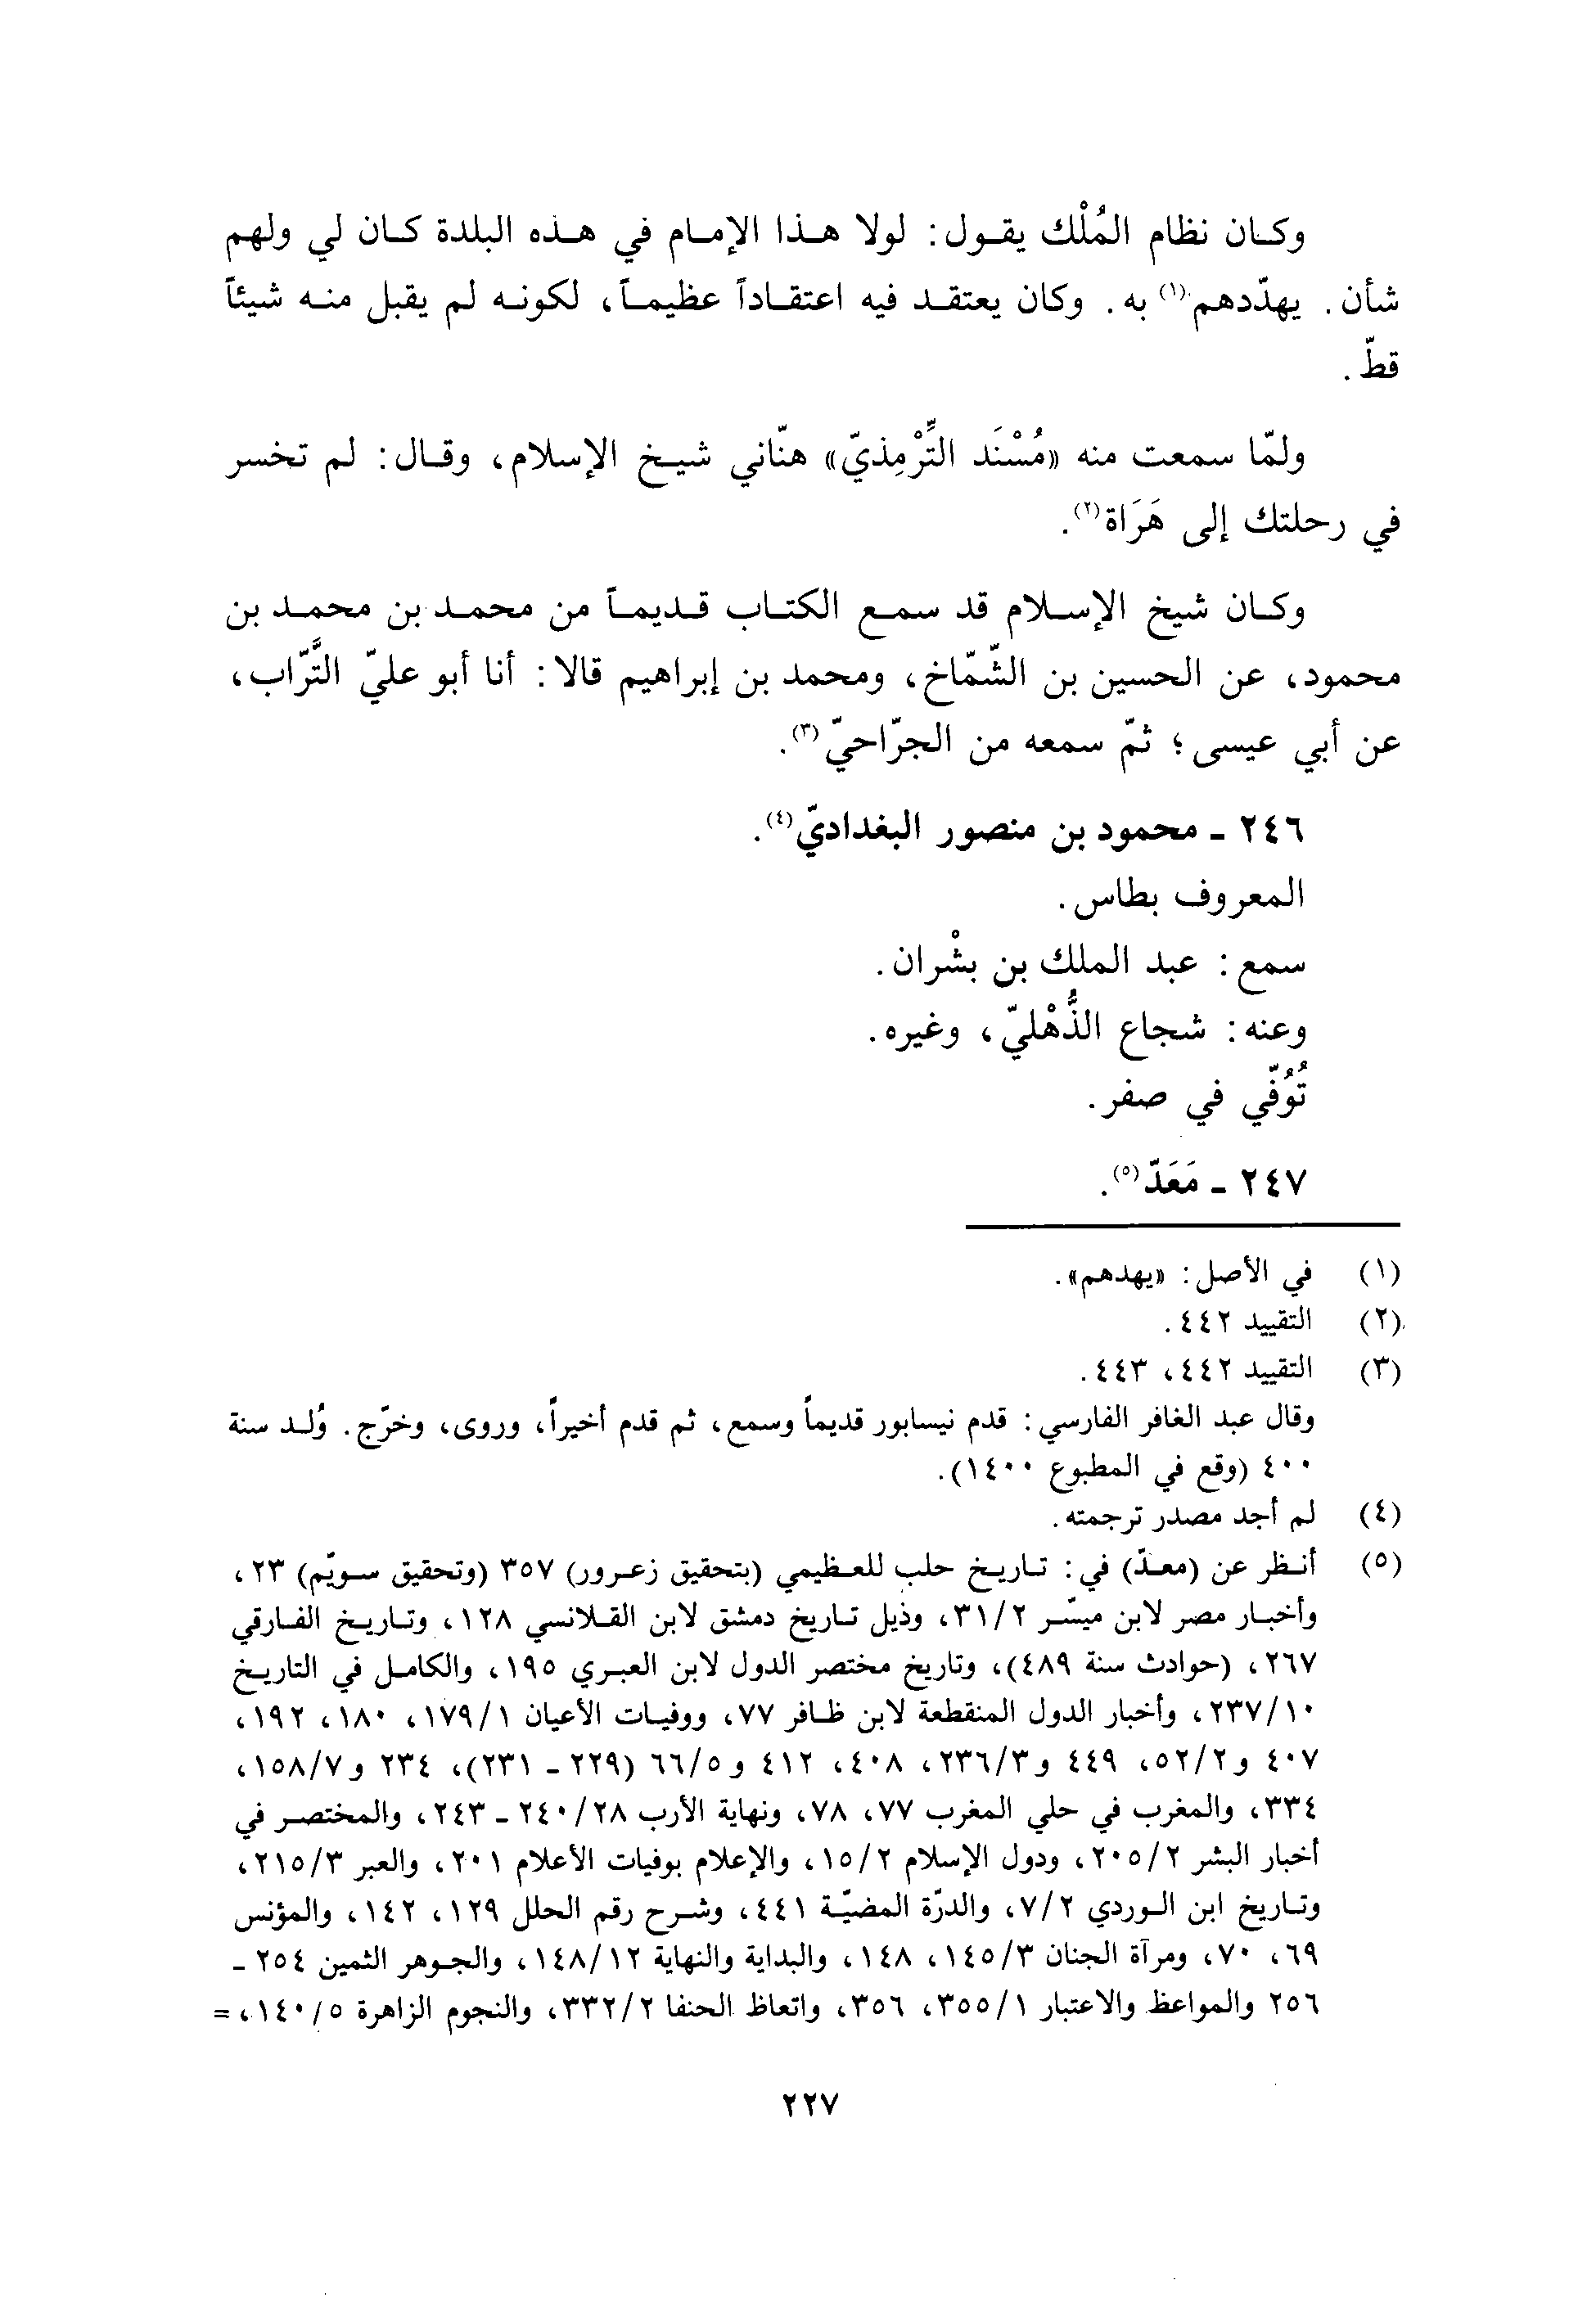 وكان نظام المُلْك يقول: لولا هذا الإمام في هذه البلدة كان لي ولهم
شأن. يهدّدهم(١) به. وكان يعتقد فيه اعتقاداً عظيماً، لكونه لم يقبل منه شيئاً
قطّ.
ولمّا سمعت منه «مُسْنَد التِّرْمِذيّ» هنّاني شيخ الإسلام، وقال: لم تخسر
في رحلتك إلى هَرَاة(٢).
وكان شيخ الإسلام قد سمع الكتاب قديماً من محمد بن محمد بن
محمود، عن الحسين بن الشّمّاخ، ومحمد بن إبراهيم قالا: أنا أبو عليّ التَّرّاب،
عن أبي عيسى؛ ثمّ سمعه من الجرّاحيّ(٣).
٢٤٦ - محمود بن منصور البغداديّ(٤).
المعروف بطاس.
سمع: عبد الملك بن بشْران.
وعنه: شجاع الذُّهْليّ، وغيره.
تُوُفّي في صفر.
٢٤٧ - مَعَدّ(٥).
(١) في الأصل: «يهدهم».
(٢) التقييد ٤٤٢.
(٣) التقييد ٤٤٢، ٤٤٣.
وقال عبد الغافر الفارسي: قدم نيسابور قديماً وسمع، ثم قدم أخيراً، وروى، وخرّج. وُلد سنة
٤٠٠ (وقع في المطبوع ١٤٠٠).
(٤) لم أجد مصدر ترجمته.
(٥) أنظر عن (معدّ) في: تاريخ حلب للعظيمي (بتحقيق زعرور) ٣٥٧ (وتحقيق سويّم) ٢٣،
وأخبار مصر لابن ميسّر ٣١/٢، وذيل تاريخ دمشق لابن القلانسي ١٢٨، وتاريخ الفارقي
٢٦٧، (حوادث سنة ٤٨٩)، وتاريخ مختصر الدول لابن العبري ١٩٥، والكامل في التاريخ
٢٣٧/١٠، وأخبار الدول المنقطعة لابن ظافر ٧٧، ووفيات الأعيان ١٧٩/١، ١٨٠، ١٩٢،
٤٠٧ و٥٢/٢، ٤٤٩ و٢٣٦/٣، ٤٠٨، ٤١٢ و٦٦/٥ (٢٢٩ - ٢٣١)، ٢٣٤ و١٥٨/٧،
٣٣٤، والمغرب في حلي المغرب ٧٧، ٧٨، ونهاية الأرب ٢٤٠/٢٨ - ٢٤٣، والمختصر في
أخبار البشر ٢٠٥/٢، ودول الإسلام ١٥/٢، والإعلام بوفيات الأعلام ٢٠١، والعبر ٢١٥/٣،
وتاريخ ابن الوردي ٧/٢، والدرّة المضيّة ٤٤١، وشرح رقم الحلل ١٢٩، ١٤٢، والمؤنس
٦٩، ٧٠، ومرآة الجنان ١٤٥/٣، ١٤٨، والبداية والنهاية ١٤٨/١٢، والجوهر الثمين ٢٥٤ -
٢٥٦ والمواعظ والاعتبار ٣٥٥/١، ٣٥٦، واتعاظ الحنفا ٣٣٢/٢، والنجوم الزاهرة ١٤٠/٥، =
٢٢٧